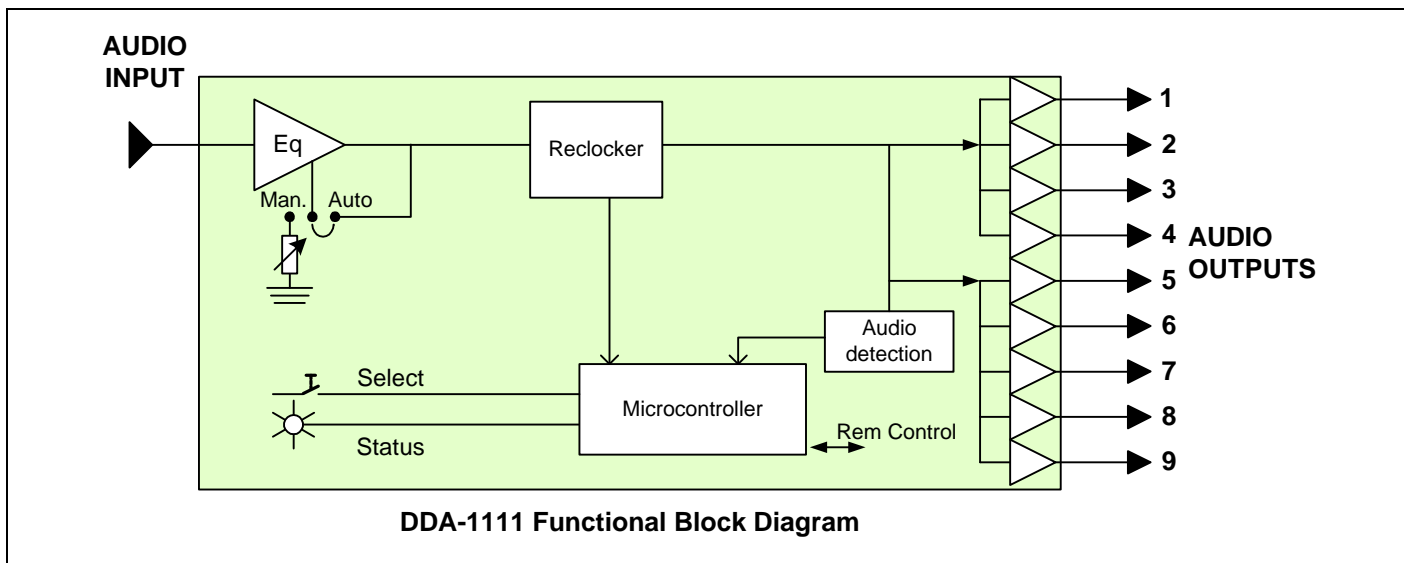 AUDIO
INPUT
Eq
Man.
Auto
Reclocker
1
2
3
4
AUDIO
OUTPUTS
5
6
7
8
9
Audio
detection
Select
Microcontroller
Rem Control
Status
DDA-1111 Functional Block Diagram